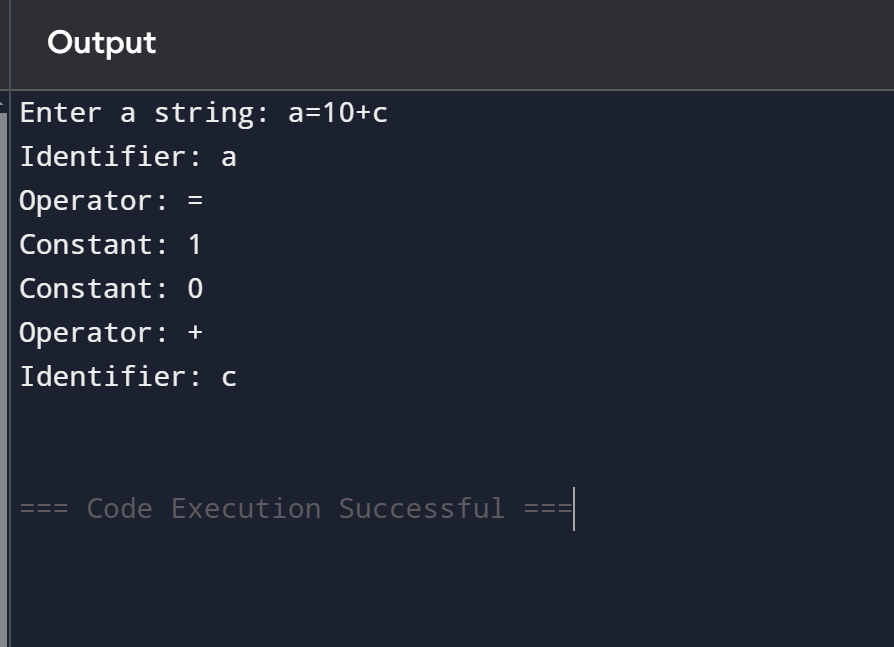 Output
Enter a string: a=10+c
Identifier: a
Operator: =
Constant: 1
Constant: 0
Operator: +
Identifier: c
=== Code Execution Successful ===